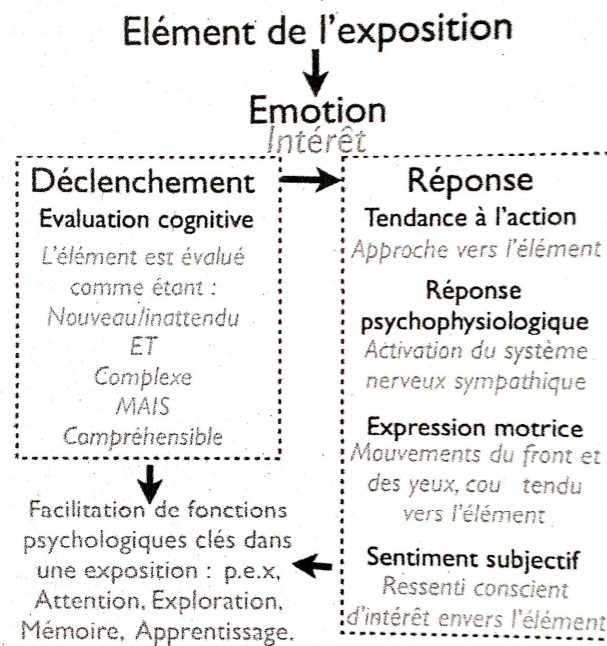 Elément de l'exposition
Emotion
Intérêt
Déclenchement
Evaluation cognitive
L'élément est évalué
comme étant :
Nouveau/inattendu
ET
Complexe
MAIS
Compréhensible
Facilitation de fonctions
psychologiques clés dans
une exposition : p.e.x,
Attention, Exploration,
Mémoire, Apprentissage.
Réponse
Tendance à l'action
Approche vers l'élément
Réponse
psychophysiologique
Activation du système
nerveux sympathique
Expression motrice
Mouvements du front et
des yeux, cou tendu
vers l'élément
Sentiment subjectif
Ressenti conscient
d'intérêt envers l'élément